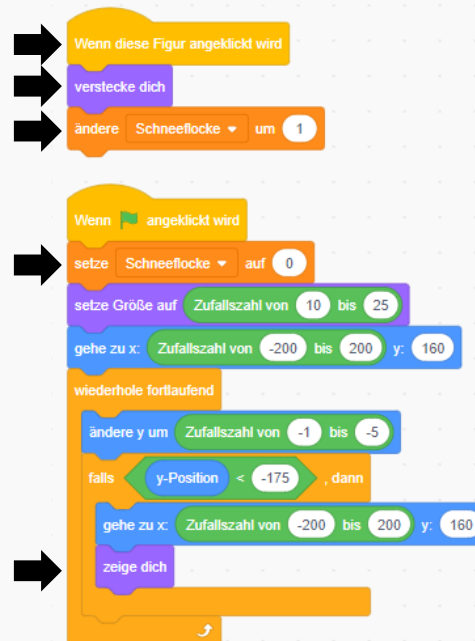 Wenn diese Figur angeklickt wird
verstecke dich
ändere Schneeflocke um 1
Wenn angeklickt wird
setze Schneeflocke auf 0
setze Größe auf Zufallszahl von 10 bis 25
gehe zu x: Zufallszahl von -200 bis 200 y: 160
wiederhole fortlaufend
ändere y um Zufallszahl von -1 bis -5
falls y-Position < -175 , dann
gehe zu x: Zufallszahl von -200 bis 200 y: 160
zeige dich